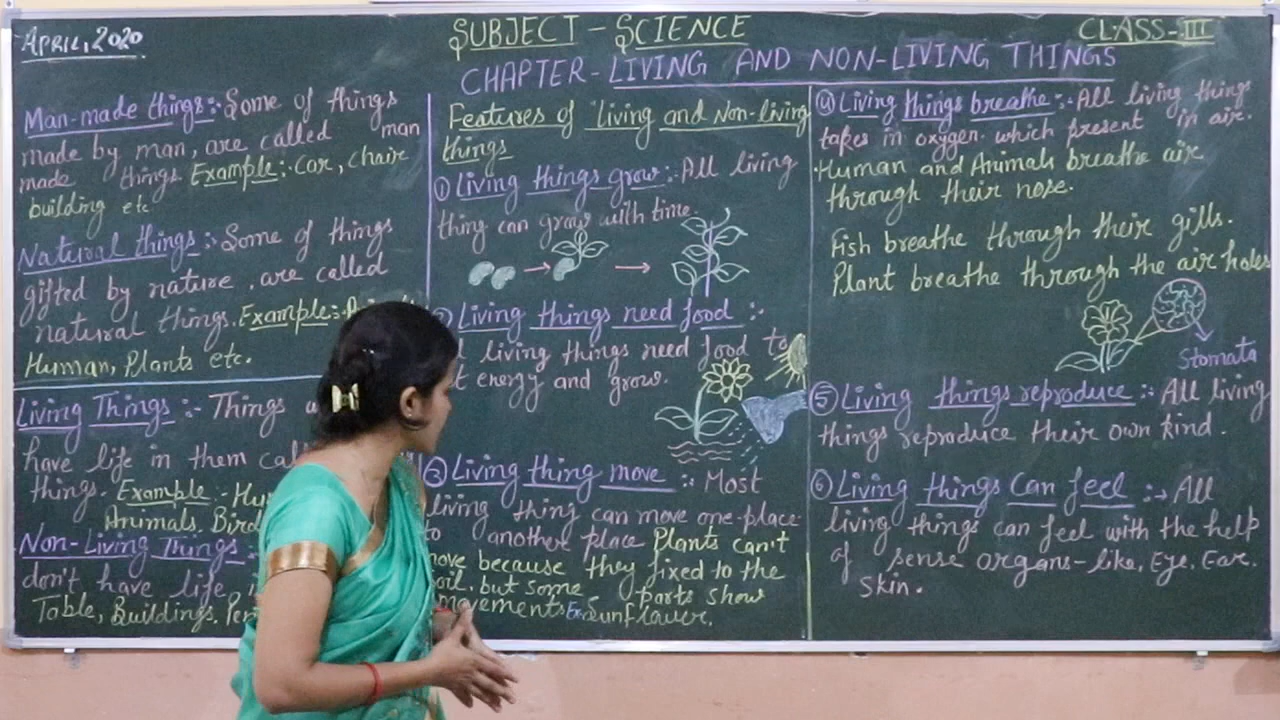 APRIL, 2020
SUBJECT - SCIENCE
CLASS-III
CHAPTER-LIVING AND NON-LIVING THINGS
Man-made things:- Some of things
made by man, are called man
made things. Example:- car, chair
building etc
Natural things:- Some of things
gifted by nature, are called
natural things. Example:-
Human, Plants etc.
Living Things:- Things
have life in them
things. Example -
Animals, Bird
Non-Living Things:
don't have life
Table, Buildings,
Features of living and Non-living
things
① Living things grow:- All living
thing can grow with time.
Living things need food:-
living things need food to
energy and grow.
③ Living thing move:- Most
living thing can move one place
to another place Plants can't
move because they fixed to the
soil, but some parts show
movements Ex- Sunflower.
④ Living things breathe:- All living things
takes in oxygen which present in air.
Human and Animals breathe air
through their nose.
Fish breathe through their gills.
Plant breathe through the air holes
Stomata
⑤ Living things reproduce:- All living
things reproduce their own kind.
⑥ Living things Can feel:- All
living things can feel with the help
of sense organs-like, Eye, Ear.
Skin.